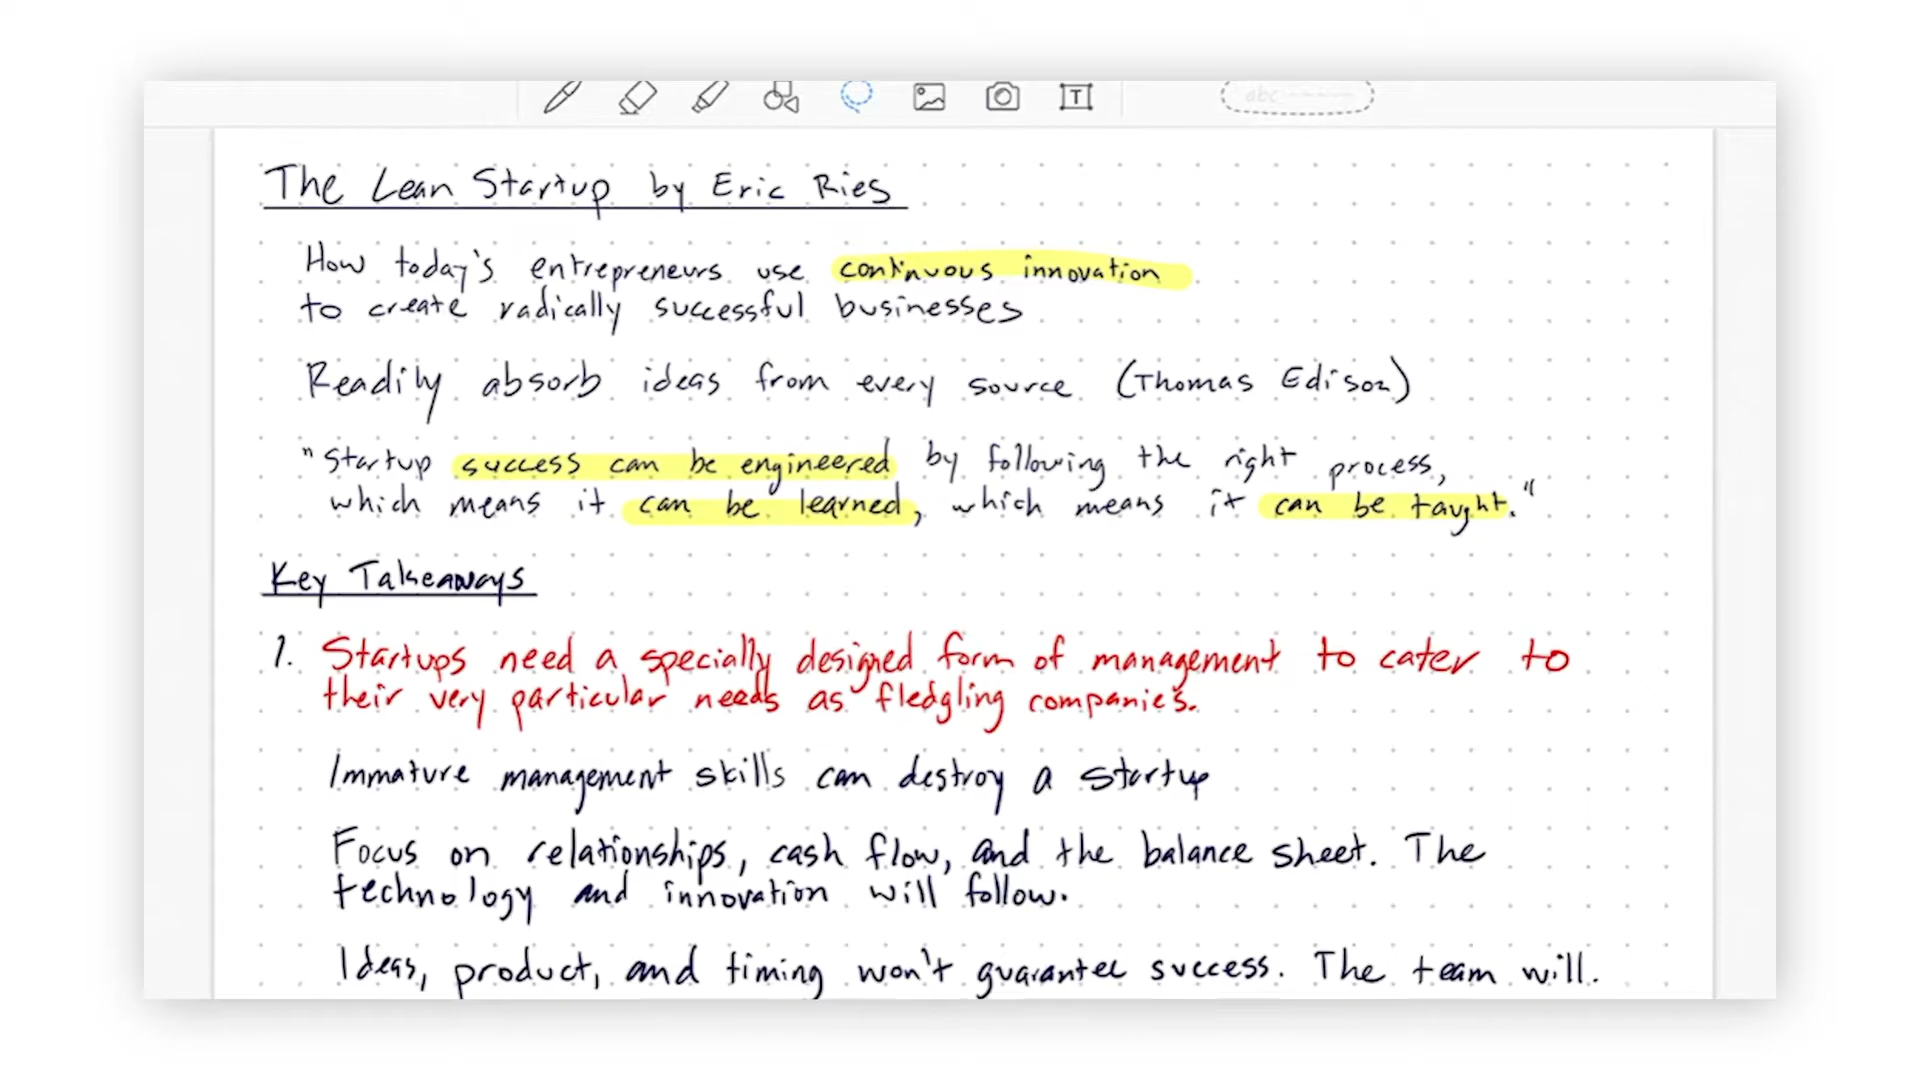 abc
The Lean Startup by Eric Ries
How today's entrepreneurs use continuous innovation
to create radically successful businesses
Readily absorb ideas from every source (Thomas Edison)
"Startup success can be engineered by following the right process,
which means it can be learned, which means it can be taught."
Key Takeaways
1. Startups need a specially designed form of management to cater to
their very particular needs as fledgling companies.
Immature management skills can destroy a startup
Focus on relationships, cash flow, and the balance sheet. The
technology and innovation will follow.
Ideas, product, and timing won't guarantee success. The team will.